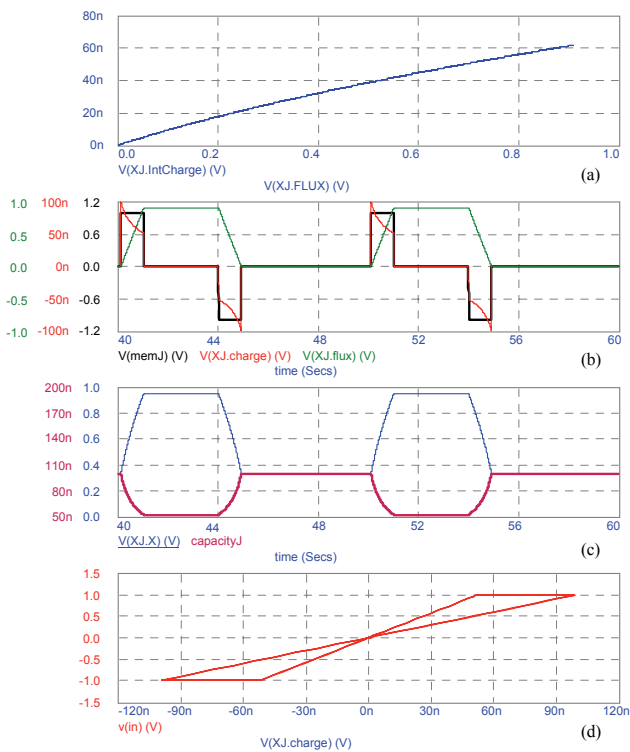 80n
60n
40n
20n
0n
0.0 0.2 0.4 0.6 0.8 1.0
V(XJ.IntCharge) (V)
V(XJ.FLUX) (V)
(a)
1.0 100n 1.2
0.5 50n 0.6
0.0 0n 0.0
-0.5 -50n -0.6
-1.0 -100n -1.2
40 44 48 52 56 60
V(memJ) (V) V(XJ.charge) (V) V(XJ.flux) (V)
time (Secs)
(b)
200n 1.0
170n 0.8
140n 0.6
110n 0.4
80n 0.2
50n 0.0
40 44 48 52 56 60
V(XJ.X) (V) capacityJ
time (Secs)
(c)
1.5
1.0
0.5
0.0
-0.5
-1.0
-1.5
-120n -90n -60n -30n 0n 30n 60n 90n 120n
v(in) (V)
V(XJ.charge) (V)
(d)